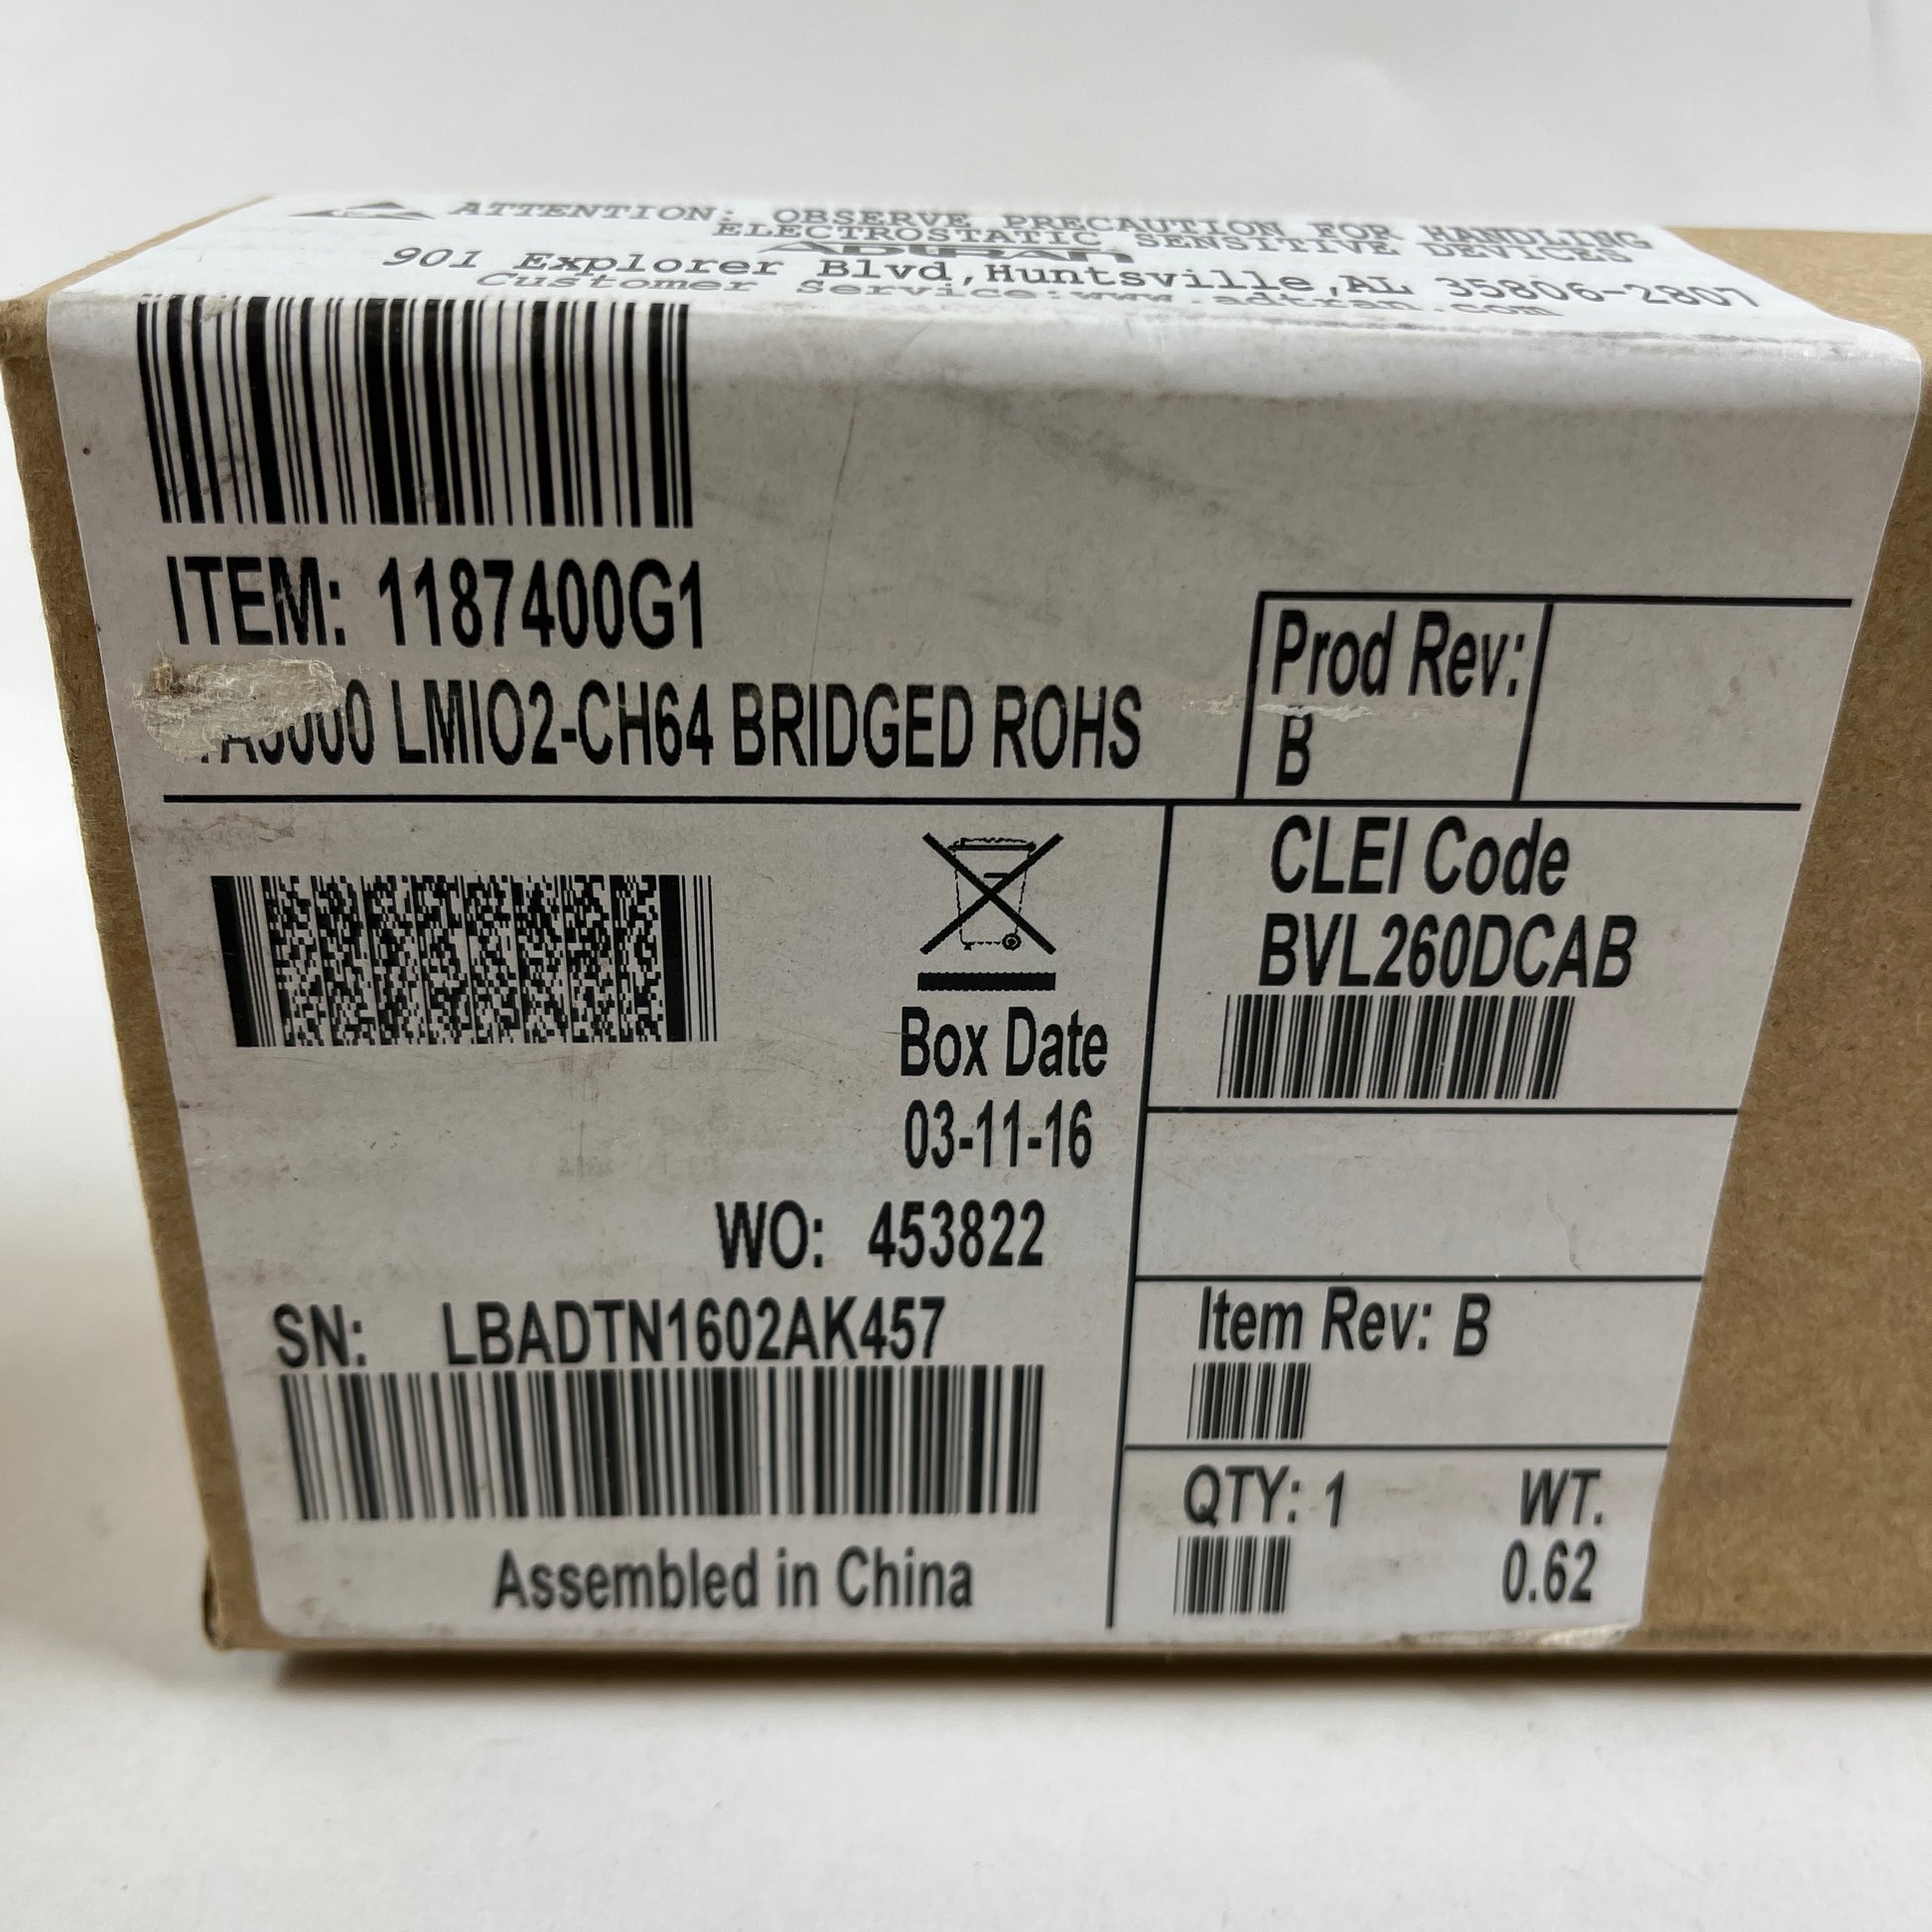 ATTENTION: OBSERVE PRECAUTION FOR HANDLING
ELECTROSTATIC SENSITIVE DEVICES
ADTRAN
901 Explorer Blvd,Huntsville,AL 35806-2807
Customer Service:www.adtran.com
ITEM: 1187400G1
LMIO2-CH64 BRIDGED ROHS
Prod Rev:
B
CLEI Code
BVL260DCAB
Box Date
03-11-16
WO: 453822
SN: LBADTN1602AK457
Assembled in China
Item Rev: B
QTY: 1 WT.
0.62